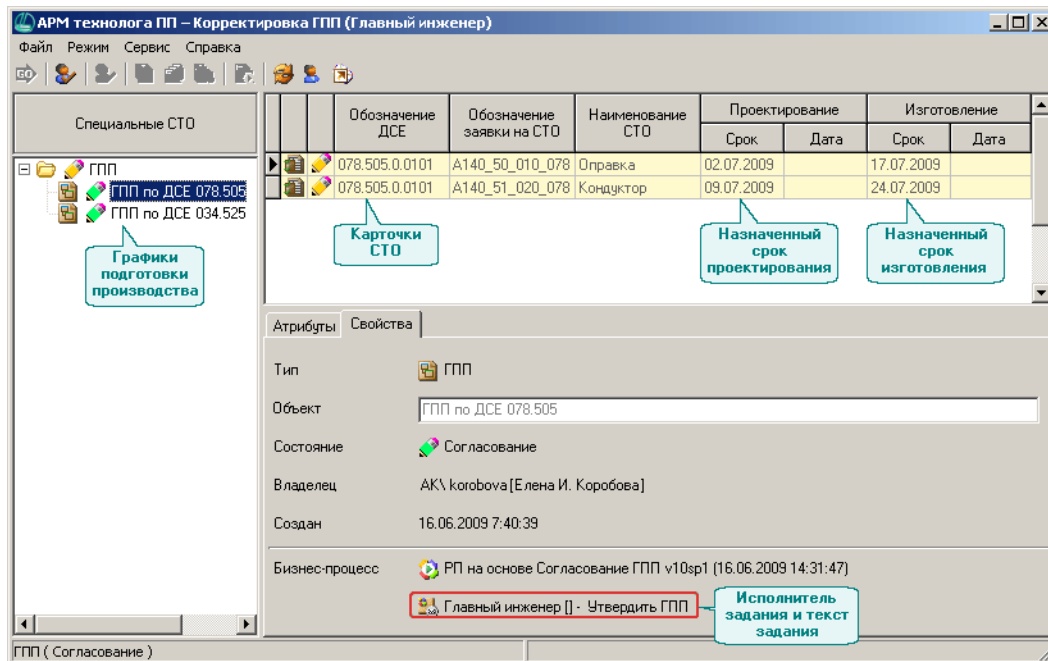 АРМ технолога ПП – Корректировка ГПП (Главный инженер)
Файл Режим Сервис Справка
GO
Специальные СТО
ГПП
ГПП по ДСЕ 078.505
ГПП по ДСЕ 034.525
Графики
подготовки
производства
Обозначение ДСЕ Обозначение заявки на СТО Наименование СТО Проектирование Изготовление
Срок Дата Срок Дата
078.505.0.0101 А140_50_010_078 Оправка 02.07.2009 17.07.2009
078.505.0.0101 А140_51_020_078 Кондуктор 09.07.2009 24.07.2009
Карточки
СТО
Назначенный
срок
проектирования
Назначенный
срок
изготовления
Атрибуты Свойства
Тип ГПП
Объект ГПП по ДСЕ 078.505
Состояние Согласование
Владелец AK\ korobova [Елена И. Коробова]
Создан 16.06.2009 7:40:39
Бизнес-процесс РП на основе Согласование ГПП v10sp1 (16.06.2009 14:31:47)
Главный инженер [] - Утвердить ГПП
Исполнитель
задания и текст
задания
ГПП ( Согласование )